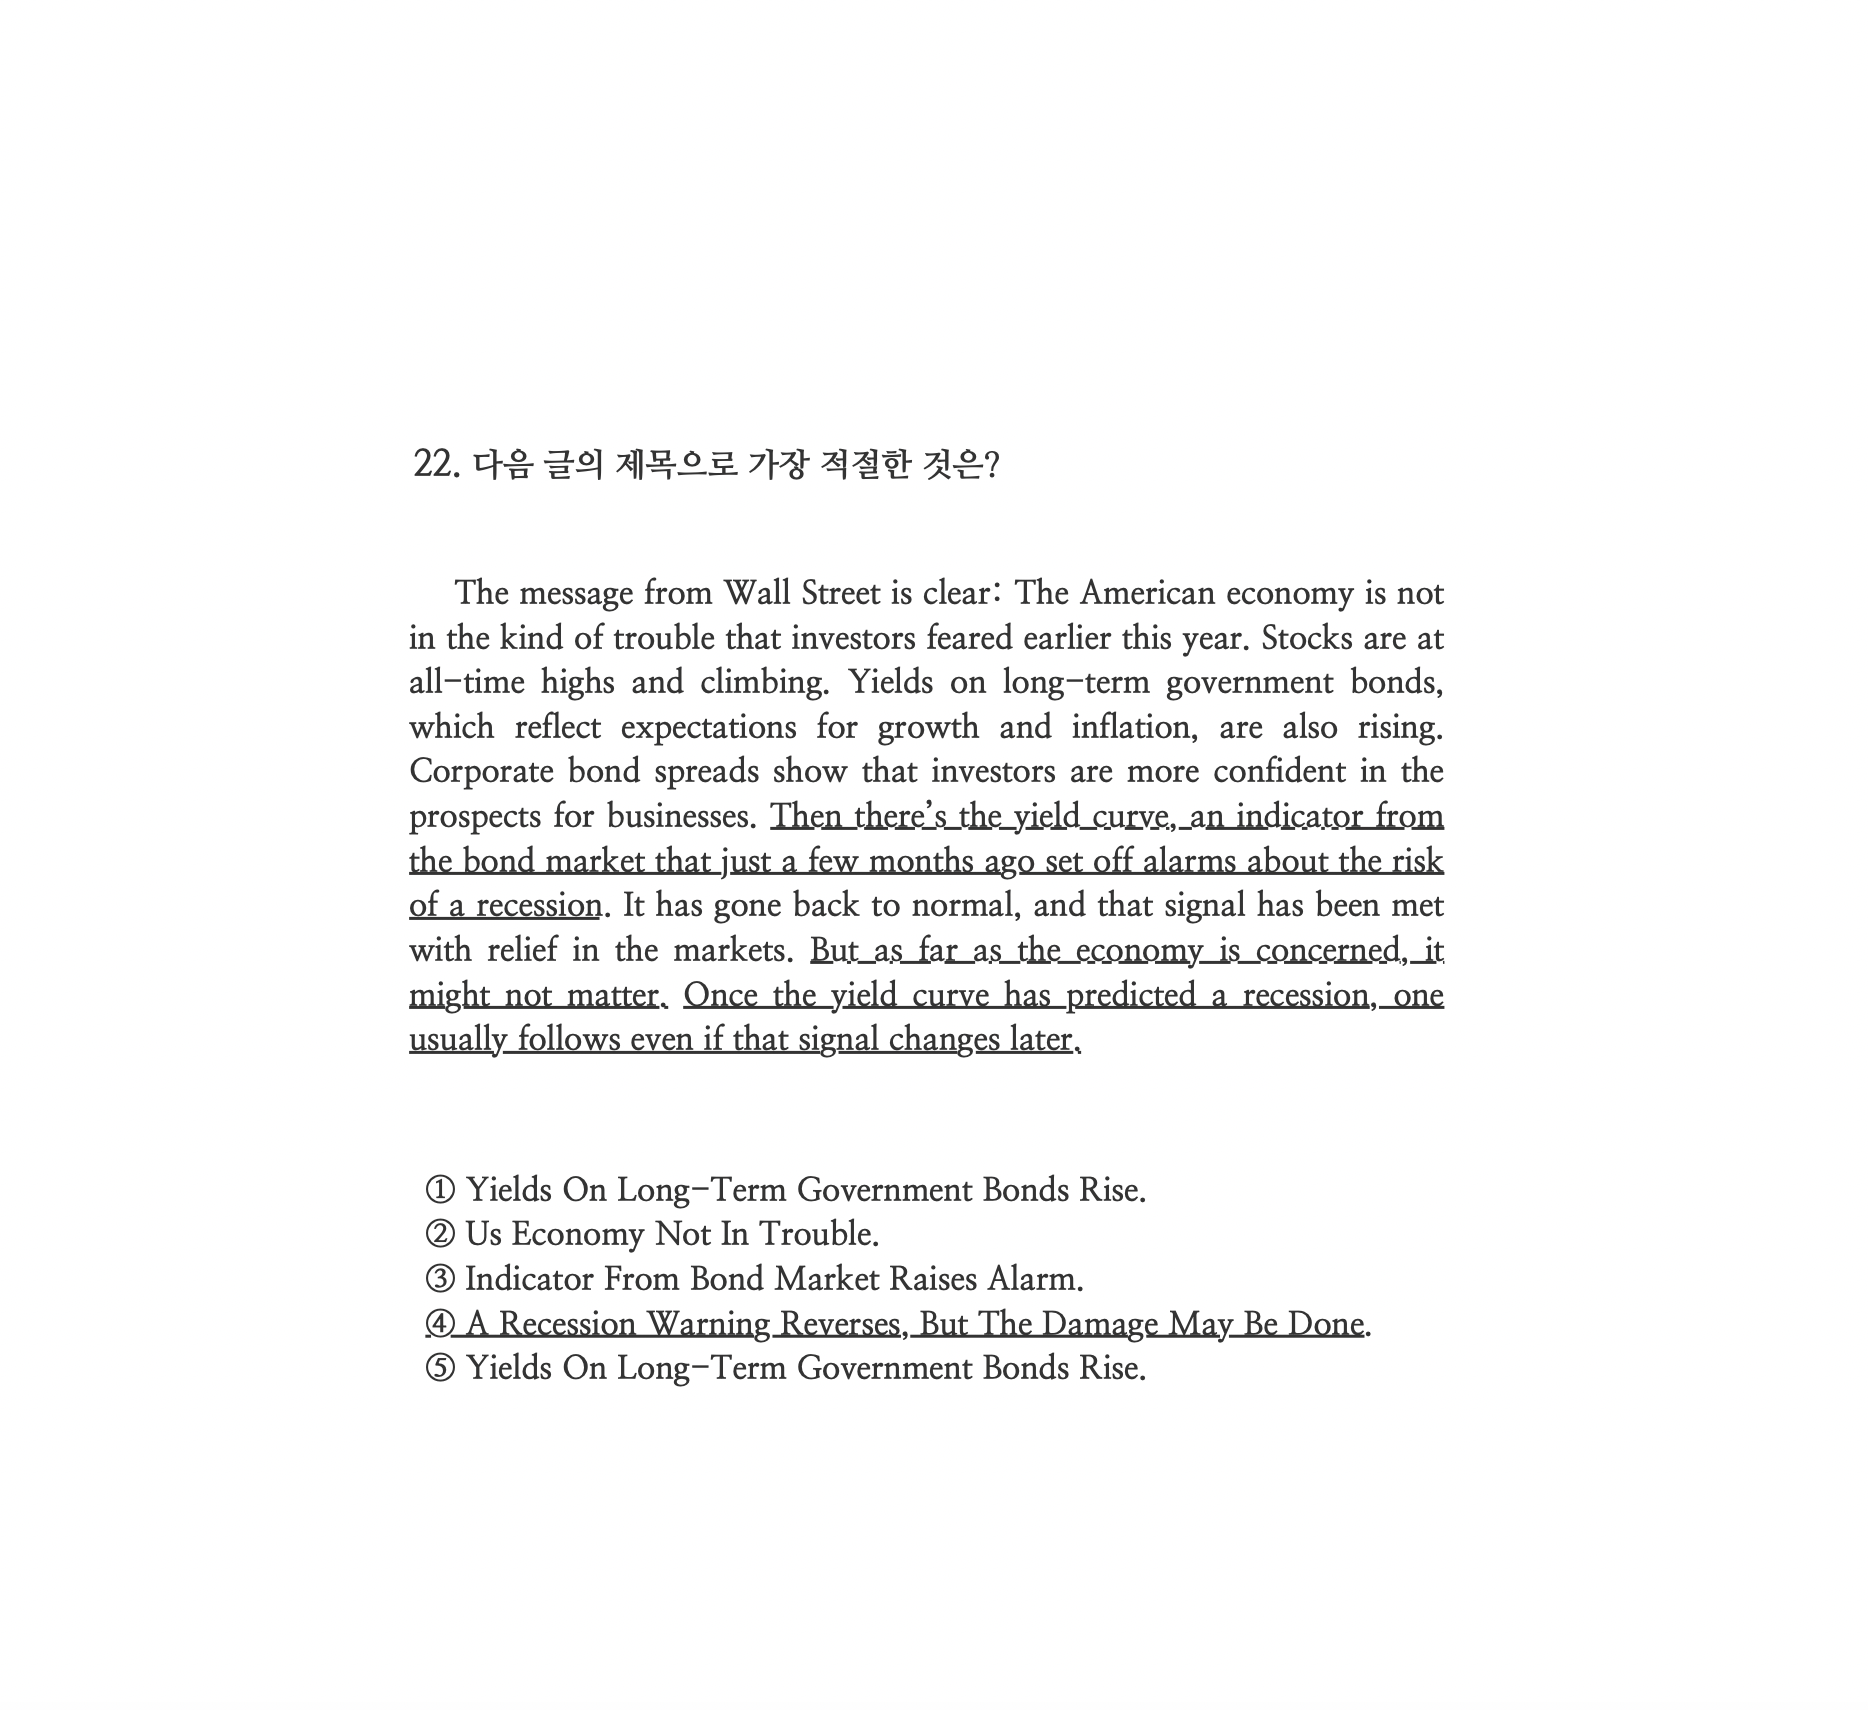 22. 다음 글의 제목으로 가장 적절한 것은?
The message from Wall Street is clear: The American economy is not
in the kind of trouble that investors feared earlier this year. Stocks are at
all-time highs and climbing. Yields on long-term government bonds,
which reflect expectations for growth and inflation, are also rising.
Corporate bond spreads show that investors are more confident in the
prospects for businesses. Then there's the yield curve, an indicator from
the bond market that just a few months ago set off alarms about the risk
of a recession. It has gone back to normal, and that signal has been met
with relief in the markets. But as far as the economy is concerned, it
might not matter. Once the yield curve has predicted a recession, one
usually follows even if that signal changes later.
① Yields On Long-Term Government Bonds Rise.
② Us Economy Not In Trouble.
③ Indicator From Bond Market Raises Alarm.
④ A Recession Warning Reverses, But The Damage May Be Done.
⑤ Yields On Long-Term Government Bonds Rise.